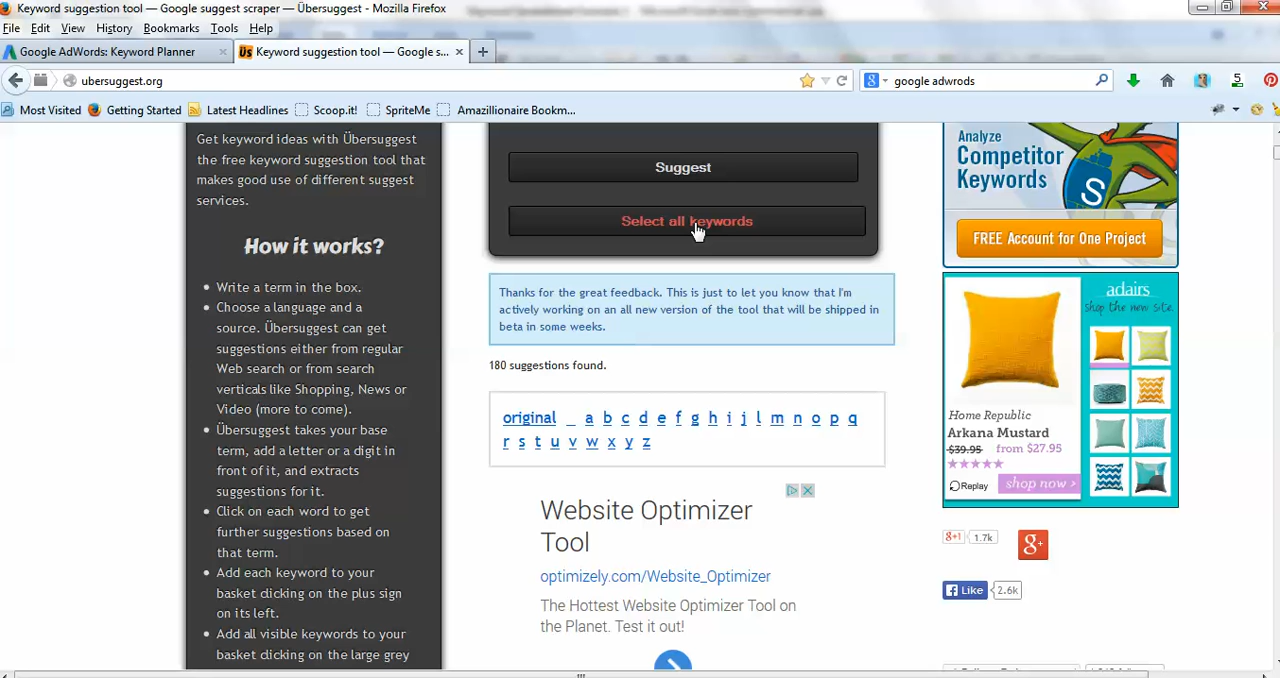 Keyword suggestion tool — Google suggest scraper — Übersuggest - Mozilla Firefox
File Edit View History Bookmarks Tools Help
Google AdWords: Keyword Planner
Keyword suggestion tool — Google s...
ubersuggest.org
google adwrods
5
Most Visited Getting Started Latest Headlines Scoop.it! SpriteMe Amazillionaire Bookm...
Get keyword ideas with Übersuggest
the free keyword suggestion tool that
makes good use of different suggest
services.
How it works?
Write a term in the box.
Choose a language and a
source. Übersuggest can get
suggestions either from regular
Web search or from search
verticals like Shopping, News or
Video (more to come).
Übersuggest takes your base
term, add a letter or a digit in
front of it, and extracts
suggestions for it.
Click on each word to get
further suggestions based on
that term.
Add each keyword to your
basket clicking on the plus sign
on its left.
Add all visible keywords to your
basket clicking on the large grey
Suggest
Select all keywords
Thanks for the great feedback. This is just to let you know that I'm
actively working on an all new version of the tool that will be shipped in
beta in some weeks.
180 suggestions found.
original _ a b c d e f g h i j l m n o p q
r s t u v w x y z
Website Optimizer
Tool
optimizely.com/Website_Optimizer
The Hottest Website Optimizer Tool on
the Planet. Test it out!
Analyze
Competitor
Keywords
S
FREE Account for One Project
adairs
shop the new site.
Home Republic
Arkana Mustard
$39.95 from $27.95
Replay shop now >
g+1 1.7k g+
Like 2.6k